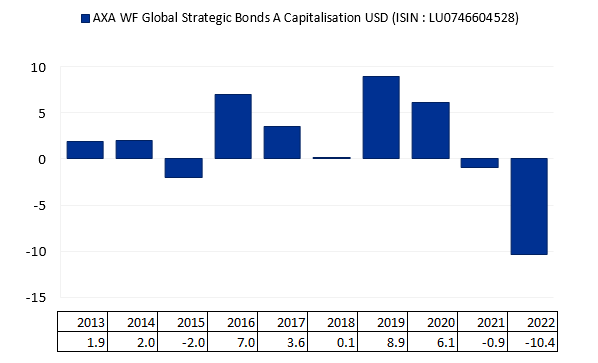 AXA WF Global Strategic Bonds A Capitalisation USD (ISIN : LU0746604528)
10
5
0
-5
-10
-15
2013 2014 2015 2016 2017 2018 2019 2020 2021 2022
1.9 2.0 -2.0 7.0 3.6 0.1 8.9 6.1 -0.9 -10.4